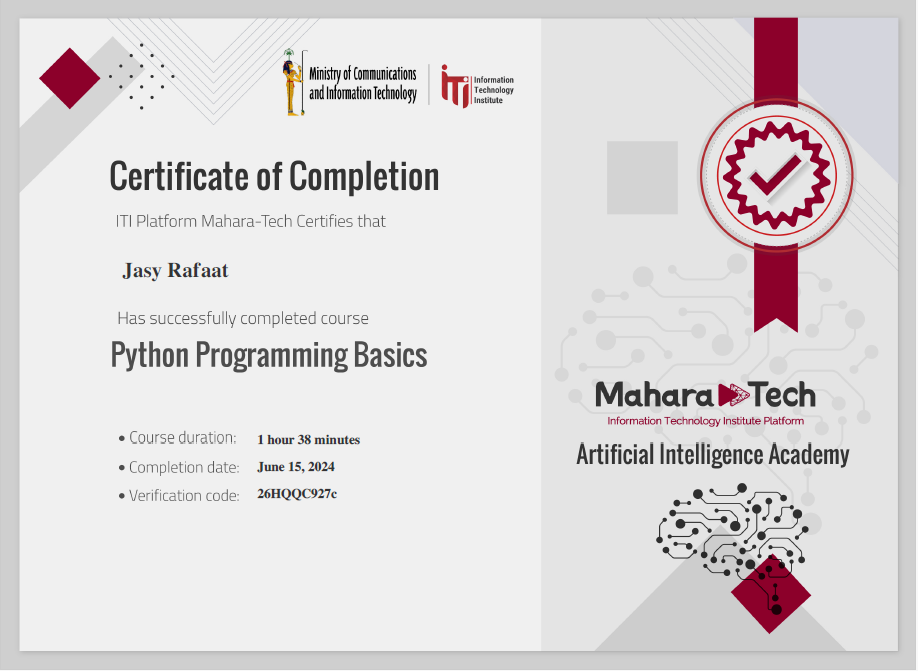 Ministry of Communications
and Information Technology
iTi
Information
Technology
Institute
Certificate of Completion
ITI Platform Mahara-Tech Certifies that
Jasy Rafaat
Has successfully completed course
Python Programming Basics
• Course duration: 1 hour 38 minutes
• Completion date: June 15, 2024
• Verification code: 26HQQC927c
Mahara Tech
Information Technology Institute Platform
Artificial Intelligence Academy